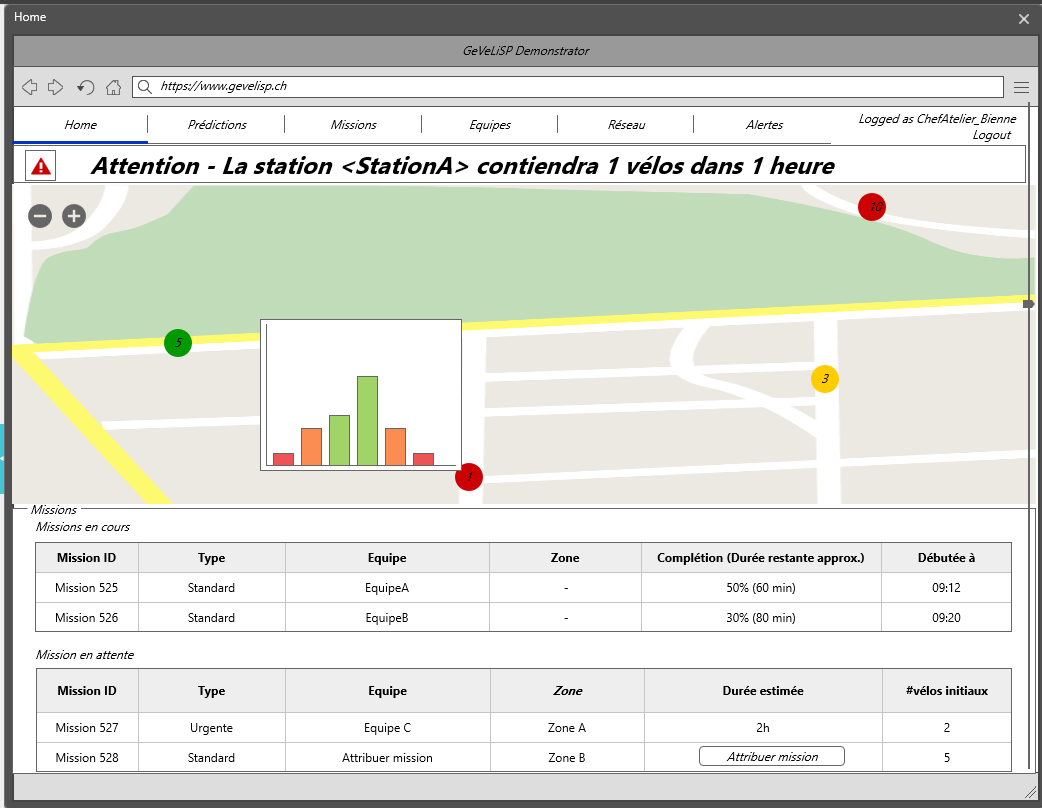 Home
GeVeLiSP Demonstrator
https://www.gevelisp.ch
Home Prédictions Missions Equipes Réseau Alertes
Logged as ChefAtelier_Bienne
Logout
Attention - La station <StationA> contiendra 1 vélos dans 1 heure
10
5
3
1
Missions
Missions en cours
Mission ID Type Equipe Zone Complétion (Durée restante approx.) Débutée à
Mission 525 Standard EquipeA - 50% (60 min) 09:12
Mission 526 Standard EquipeB - 30% (80 min) 09:20
Mission en attente
Mission ID Type Equipe Zone Durée estimée #vélos initiaux
Mission 527 Urgente Equipe C Zone A 2h 2
Mission 528 Standard Attribuer mission Zone B Attribuer mission 5